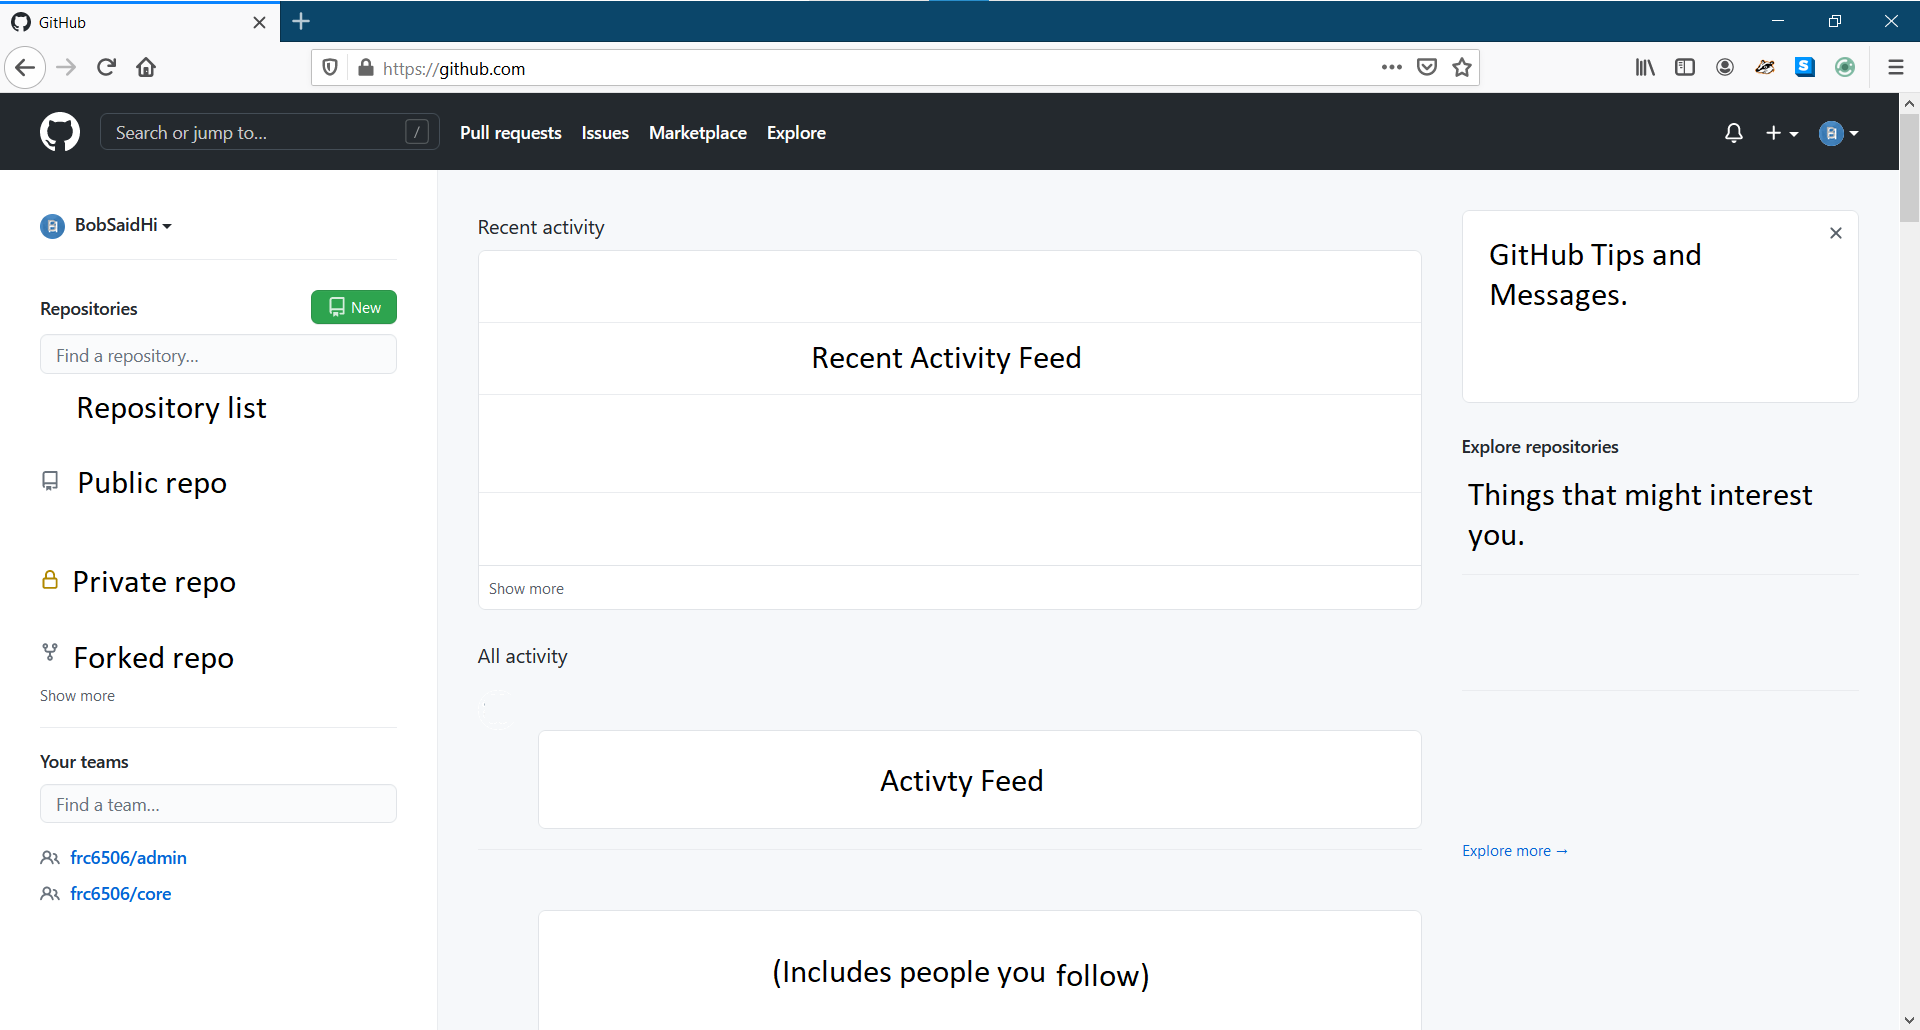 GitHub
https://github.com
Search or jump to... /
Pull requests Issues Marketplace Explore
BobSaidHi
Repositories
New
Find a repository...
Repository list
Public repo
Private repo
Forked repo
Show more
Your teams
Find a team...
frc6506/admin
frc6506/core
Recent activity
Recent Activity Feed
Show more
All activity
Activty Feed
(Includes people you follow)
GitHub Tips and
Messages.
Explore repositories
Things that might interest
you.
Explore more →